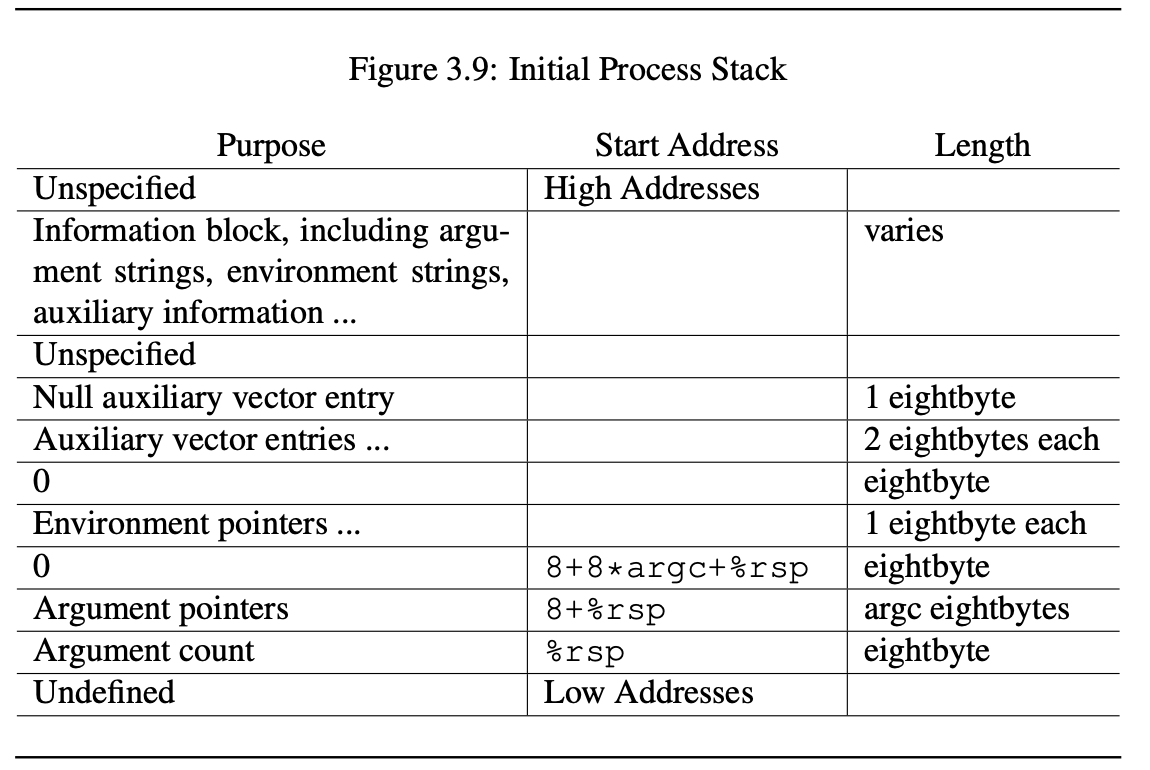 Figure 3.9: Initial Process Stack
Purpose Start Address Length
Unspecified High Addresses
Information block, including argu- varies
ment strings, environment strings,
auxiliary information ...
Unspecified
Null auxiliary vector entry 1 eightbyte
Auxiliary vector entries ... 2 eightbytes each
0 eightbyte
Environment pointers ... 1 eightbyte each
0 8+8*argc+%rsp eightbyte
Argument pointers 8+%rsp argc eightbytes
Argument count %rsp eightbyte
Undefined Low Addresses